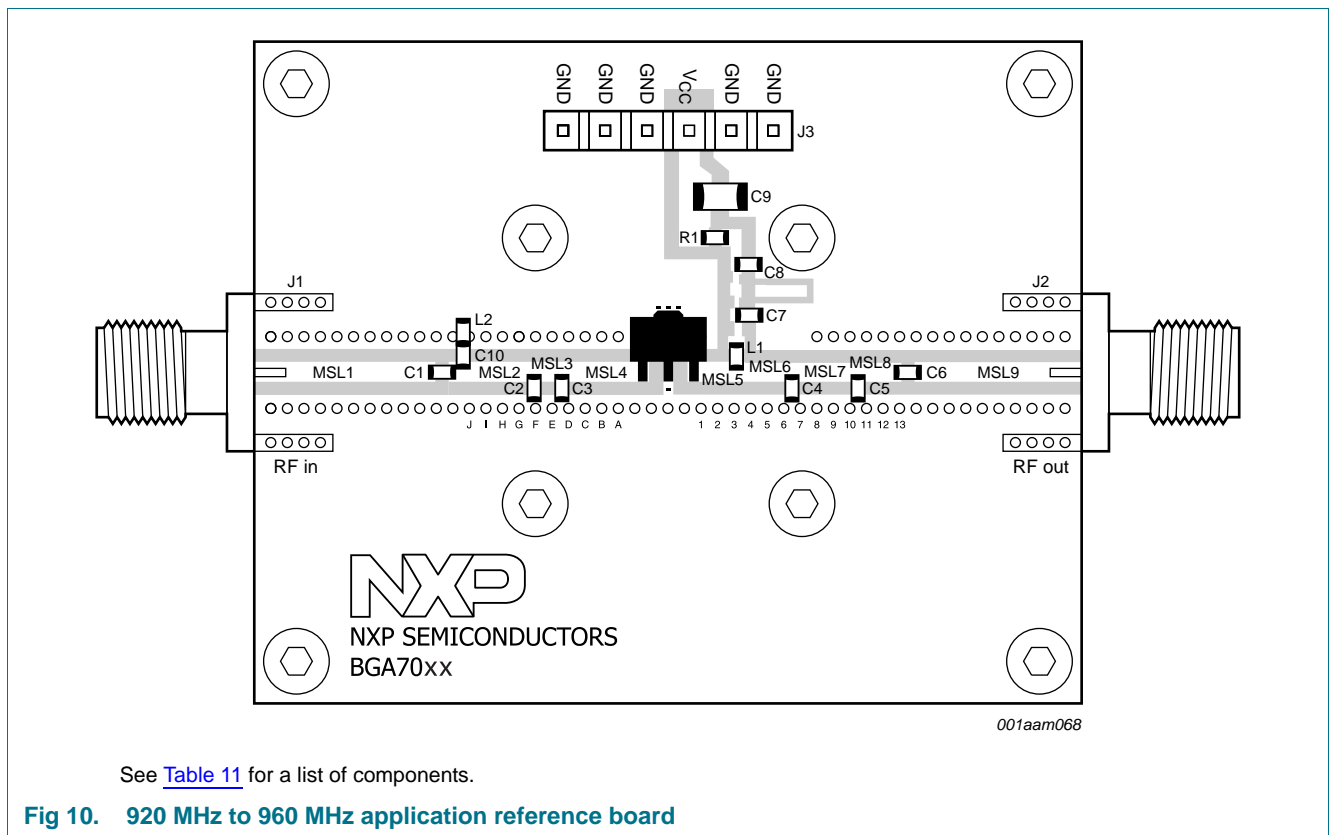 GND GND GND VCC GND GND
J3
C9
R1
C8
J1
J2
C7
L2
L1
C10
MSL1 C1 MSL2 MSL3 MSL4 MSL5 MSL6 MSL7 MSL8 C6 MSL9
C2 C3 C4 C5
J I H G F E D C B A 1 2 3 4 5 6 7 8 9 10 11 12 13
RF in
RF out
NXP
NXP SEMICONDUCTORS
BGA70xx
001aam068
See Table 11 for a list of components.
Fig 10. 920 MHz to 960 MHz application reference board